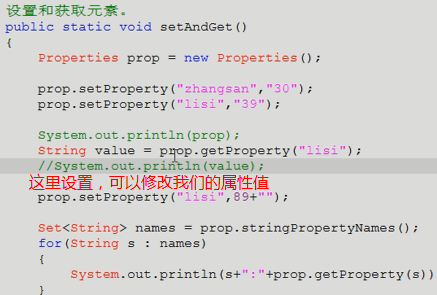 设置和获取元素。
public static void setAndGet()
{
Properties prop = new Properties();
prop.setProperty("zhangsan","30");
prop.setProperty("lisi","39");
System.out.println(prop);
String value = prop.getProperty("lisi");
//System.out.println(value);
这里设置，可以修改我们的属性值
prop.setProperty("lisi",89+"");
Set<String> names = prop.stringPropertyNames();
for(String s : names)
{
System.out.println(s+":"+prop.getProperty(s))
}